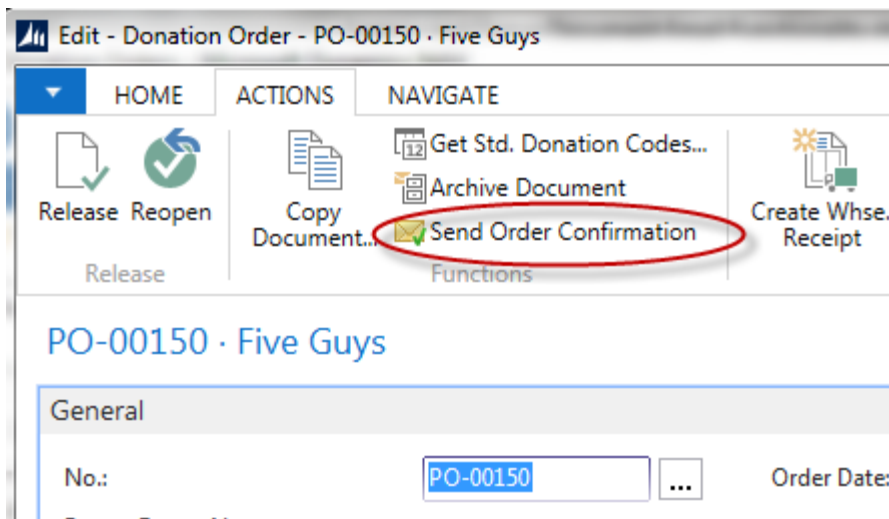 Edit - Donation Order - PO-00150 · Five Guys
HOME ACTIONS NAVIGATE
Release Reopen
Copy Document...
Get Std. Donation Codes...
Archive Document
Send Order Confirmation
Create Whse. Receipt
Release
Functions
PO-00150 · Five Guys
General
No.: PO-00150 ... Order Date: